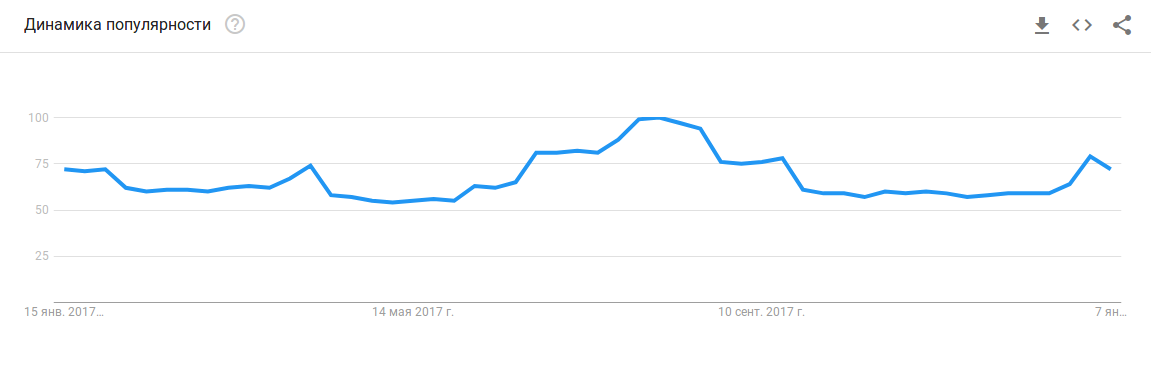 Динамика популярности ?
100
75
50
25
15 янв. 2017…
14 мая 2017 г.
10 сент. 2017 г.
7 ян…